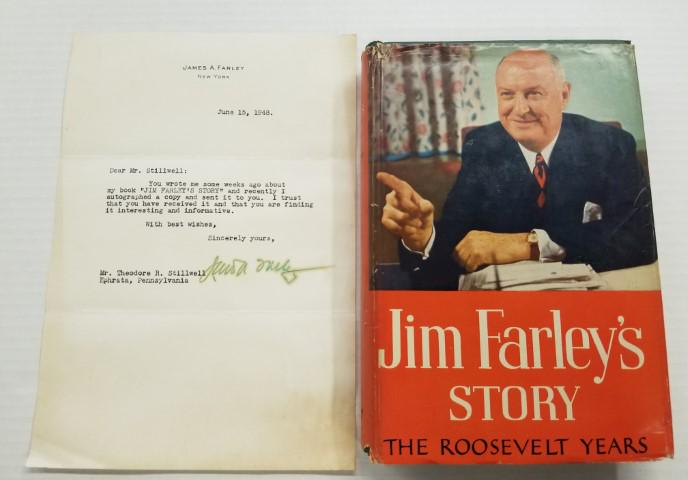 JAMES A. FARLEY
NEW YORK
June 15, 1948.
Dear Mr. Stillwell:
You wrote me some weeks ago about
my book "JIM FARLEY'S STORY" and recently I
autographed a copy and sent it to you. I trust
that you have received it and that you are finding
it interesting and informative.
With best wishes,
Sincerely yours,
Mr. Theodore R. Stillwell
Ephrata, Pennsylvania
James A Farley
Jim Farley's
STORY
THE ROOSEVELT YEARS